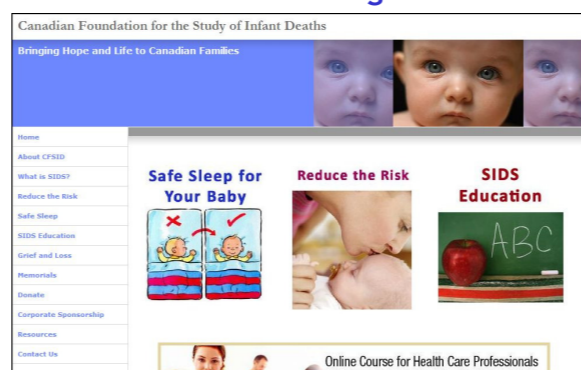 Canadian Foundation for the Study of Infant Deaths
Bringing Hope and Life to Canadian Families
Home
About CFSID
What is SIDS?
Reduce the Risk
Safe Sleep
SIDS Education
Grief and Loss
Memorials
Donate
Corporate Sponsorship
Resources
Contact Us
Safe Sleep for
Your Baby
Reduce the Risk
SIDS
Education
ABC
Online Course for Health Care Professionals